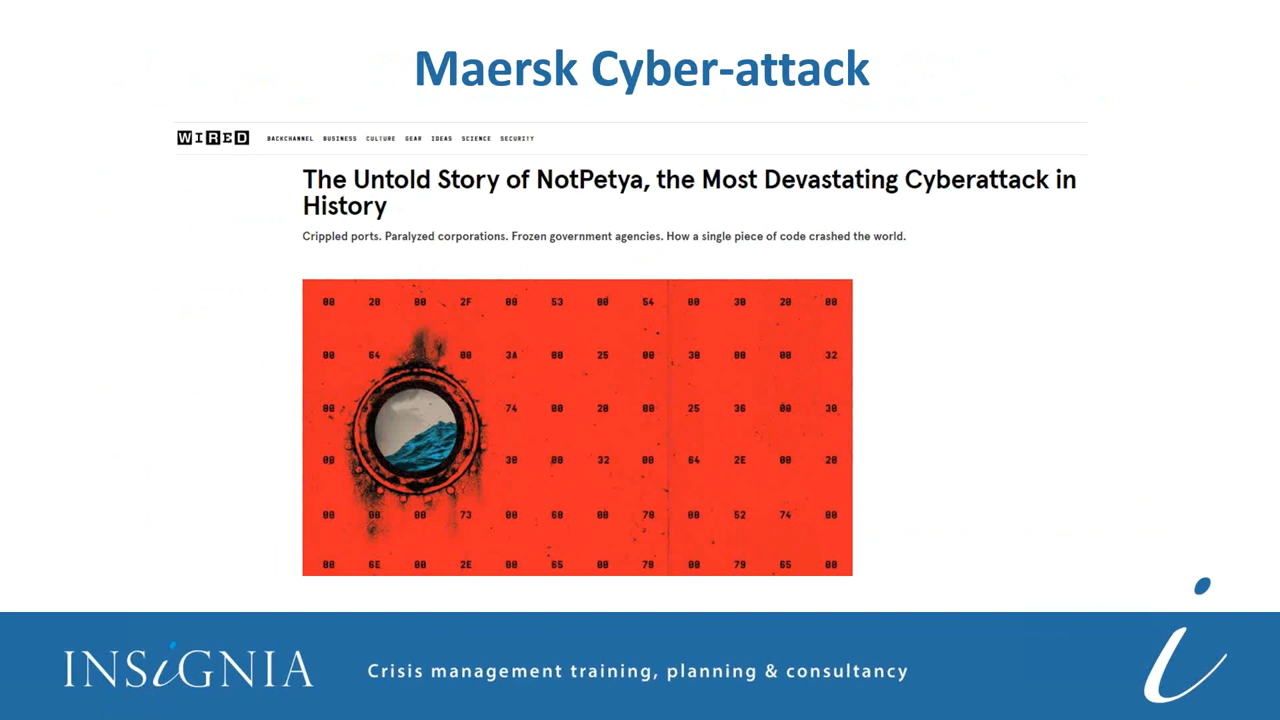 Maersk Cyber-attack
WIRED BACKCHANNEL BUSINESS CULTURE GEAR IDEAS SCIENCE SECURITY
The Untold Story of NotPetya, the Most Devastating Cyberattack in
History
Crippled ports. Paralyzed corporations. Frozen government agencies. How a single piece of code crashed the world.
00 20 00 2F 00 53 00 54 00 30 20 00
00 64 00 3A 00 25 00 30 00 00 32
00 74 00 20 00 25 36 00 30
0B 30 00 32 00 64 2E 00 20
00 00 00 73 00 60 00 70 00 52 74 00
00 6E 00 2E 00 65 00 70 00 79 65 00
INSiGNIA Crisis management training, planning & consultancy i